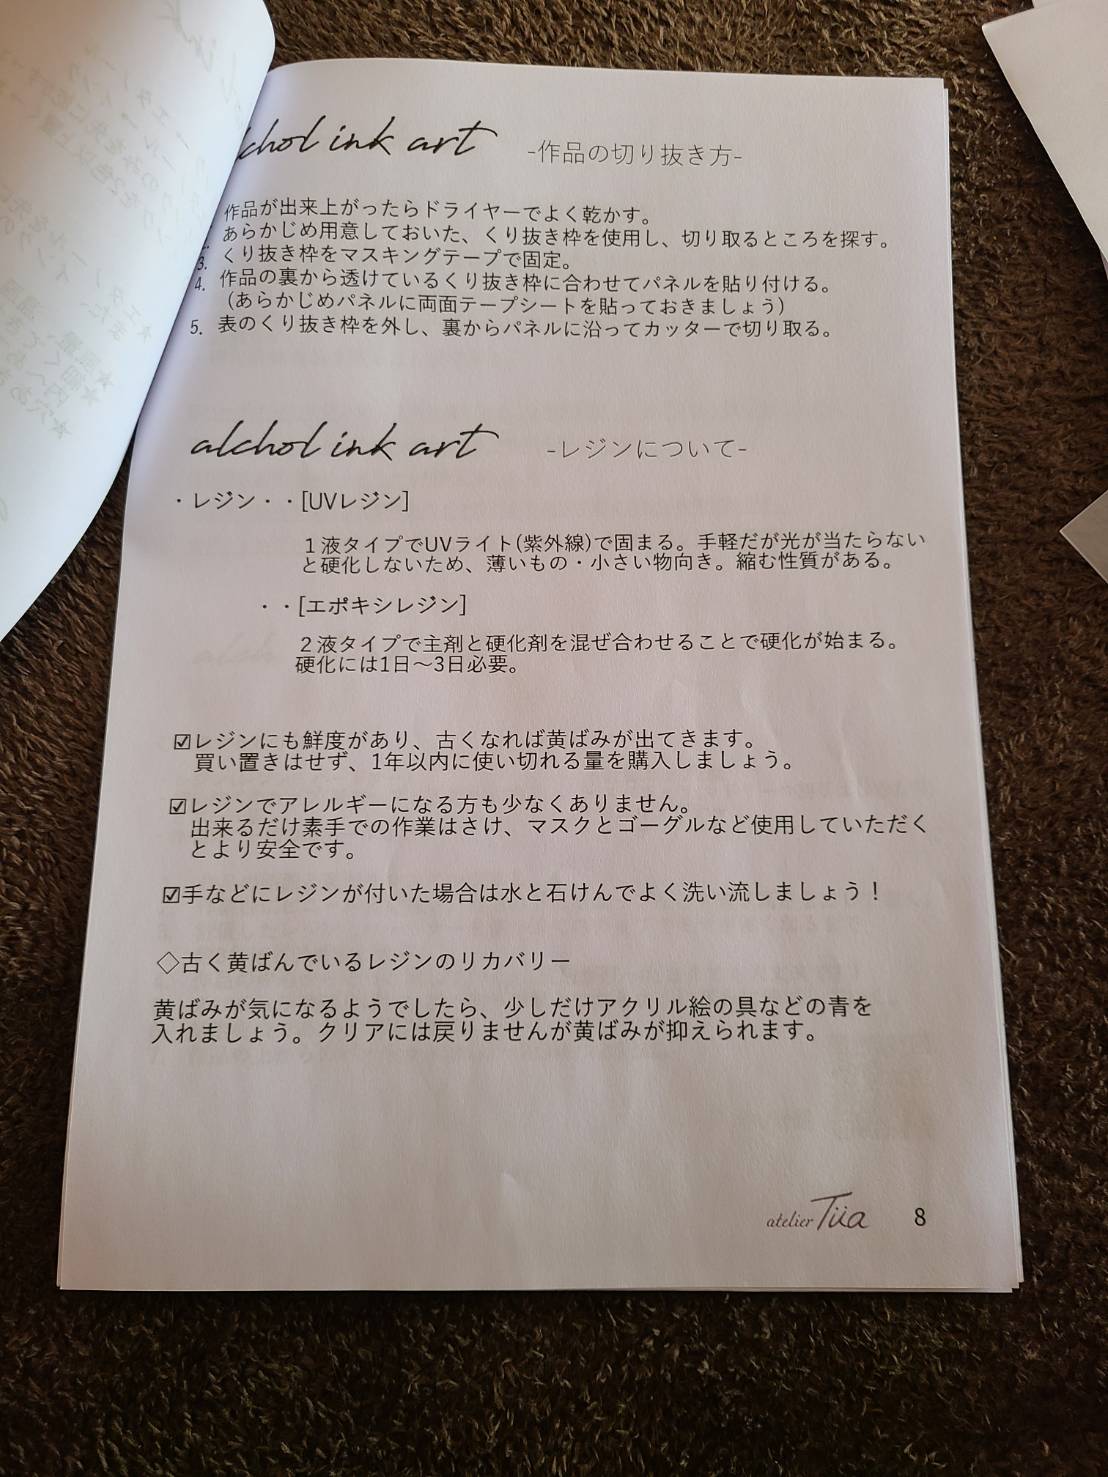 alchol ink art -作品の切り抜き方-
作品が出来上がったらドライヤーでよく乾かす。
あらかじめ用意しておいた、くり抜き枠を使用し、切り取るところを探す。
3. くり抜き枠をマスキングテープで固定。
4. 作品の裏から透けているくり抜き枠に合わせてパネルを貼り付ける。
（あらかじめパネルに両面テープシートを貼っておきましょう）
5. 表のくり抜き枠を外し、裏からパネルに沿ってカッターで切り取る。
alchol ink art -レジンについて-
・レジン・・[UVレジン]
１液タイプでUVライト(紫外線)で固まる。手軽だが光が当たらない
と硬化しないため、薄いもの・小さい物向き。縮む性質がある。
・・[エポキシレジン]
２液タイプで主剤と硬化剤を混ぜ合わせることで硬化が始まる。
硬化には1日〜3日必要。
☑レジンにも鮮度があり、古くなれば黄ばみが出てきます。
買い置きはせず、1年以内に使い切れる量を購入しましょう。
☑レジンでアレルギーになる方も少なくありません。
出来るだけ素手での作業はさけ、マスクとゴーグルなど使用していただく
とより安全です。
☑手などにレジンが付いた場合は水と石けんでよく洗い流しましょう！
◇古く黄ばんでいるレジンのリカバリー
黄ばみが気になるようでしたら、少しだけアクリル絵の具などの青を
入れましょう。クリアには戻りませんが黄ばみが抑えられます。
atelier Tüa 8